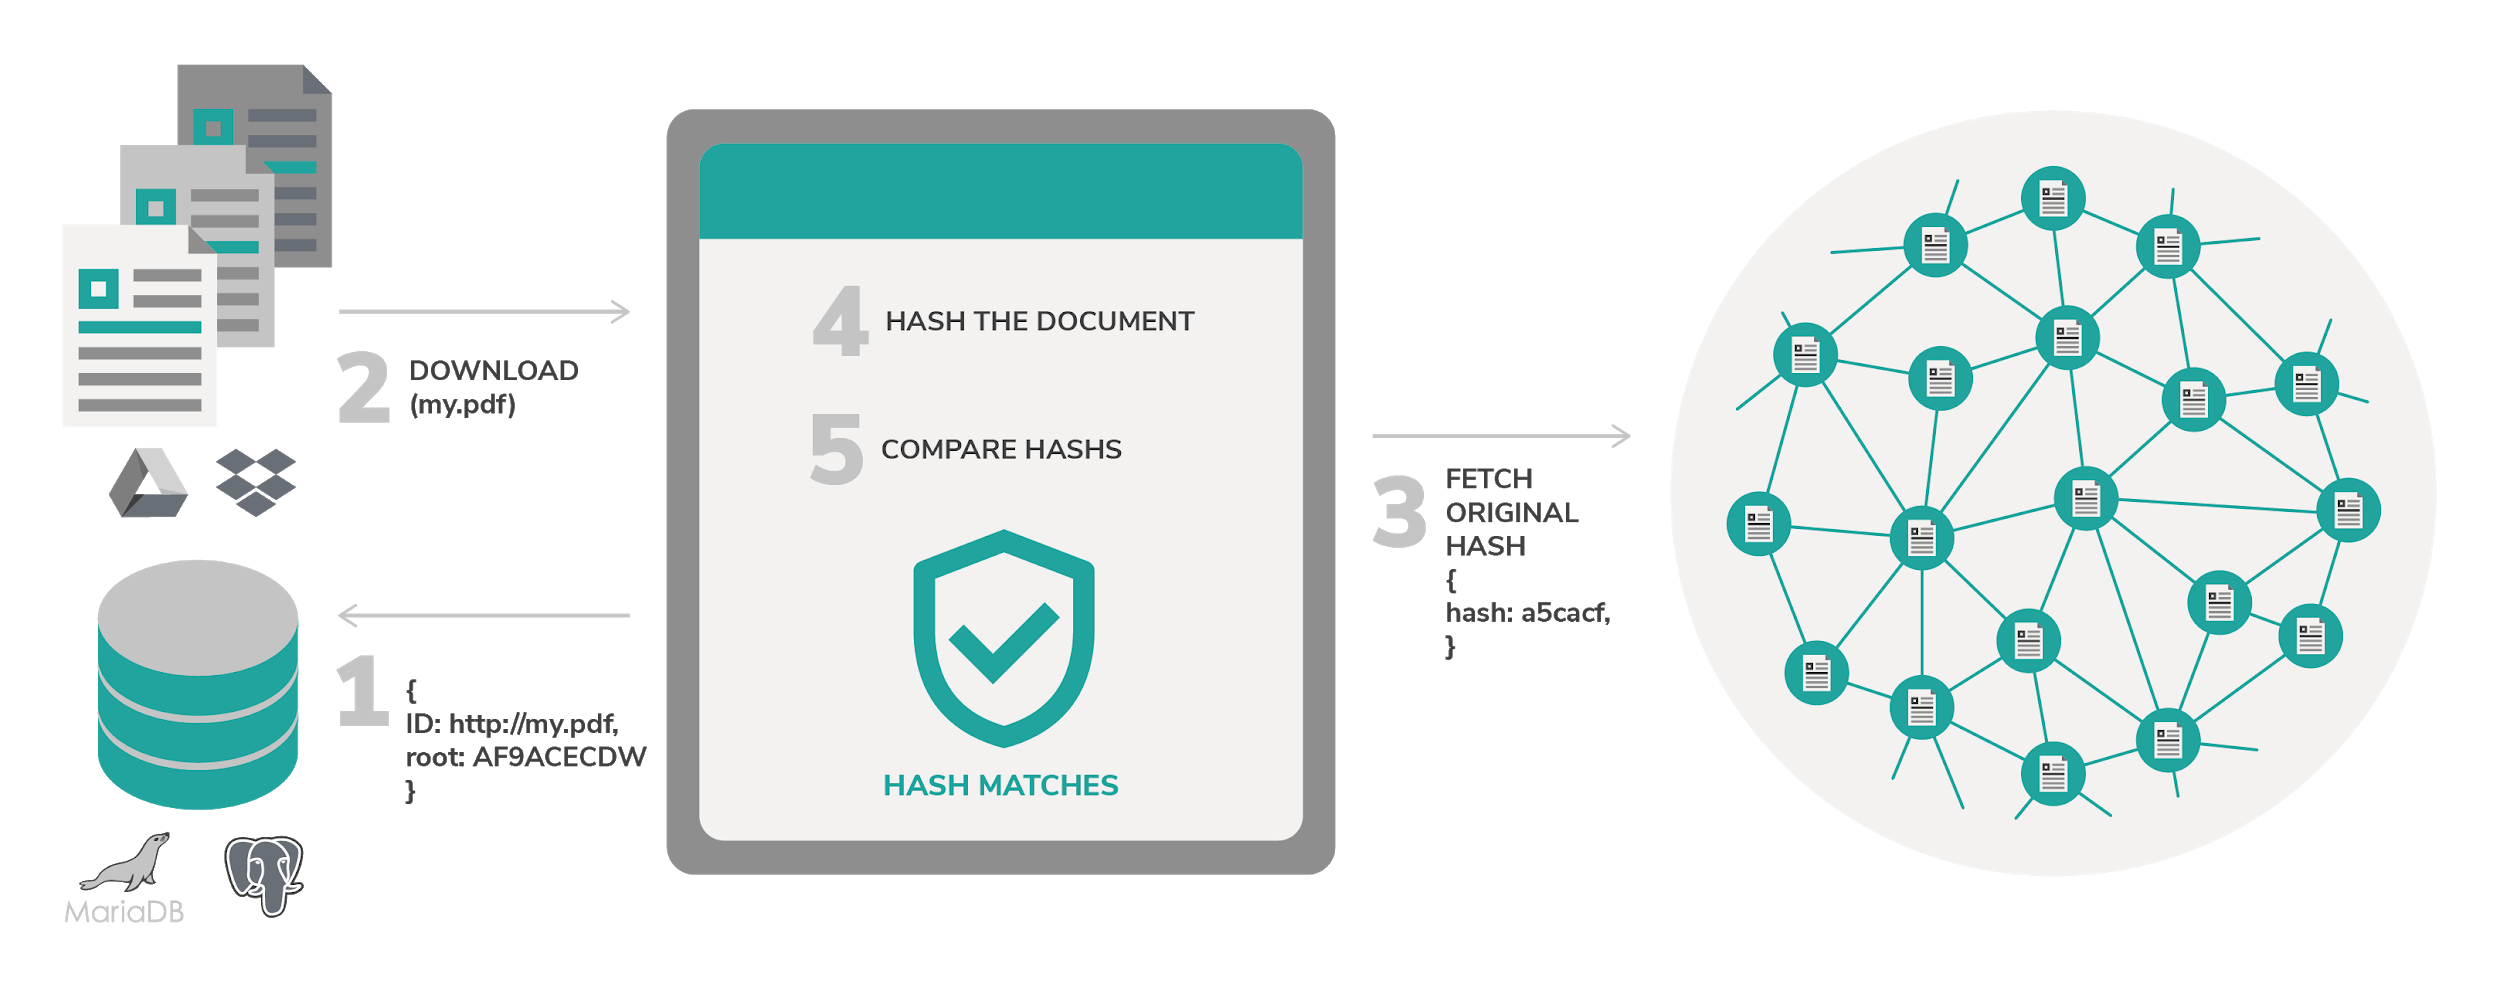 2
DOWNLOAD
(my.pdf)
1
{
ID: http://my.pdf,
root: AF9ACECDW
}
MariaDB
4
HASH THE DOCUMENT
5
COMPARE HASHS
HASH MATCHES
3
FETCH
ORIGINAL
HASH
{
hash: a5cacf,
}